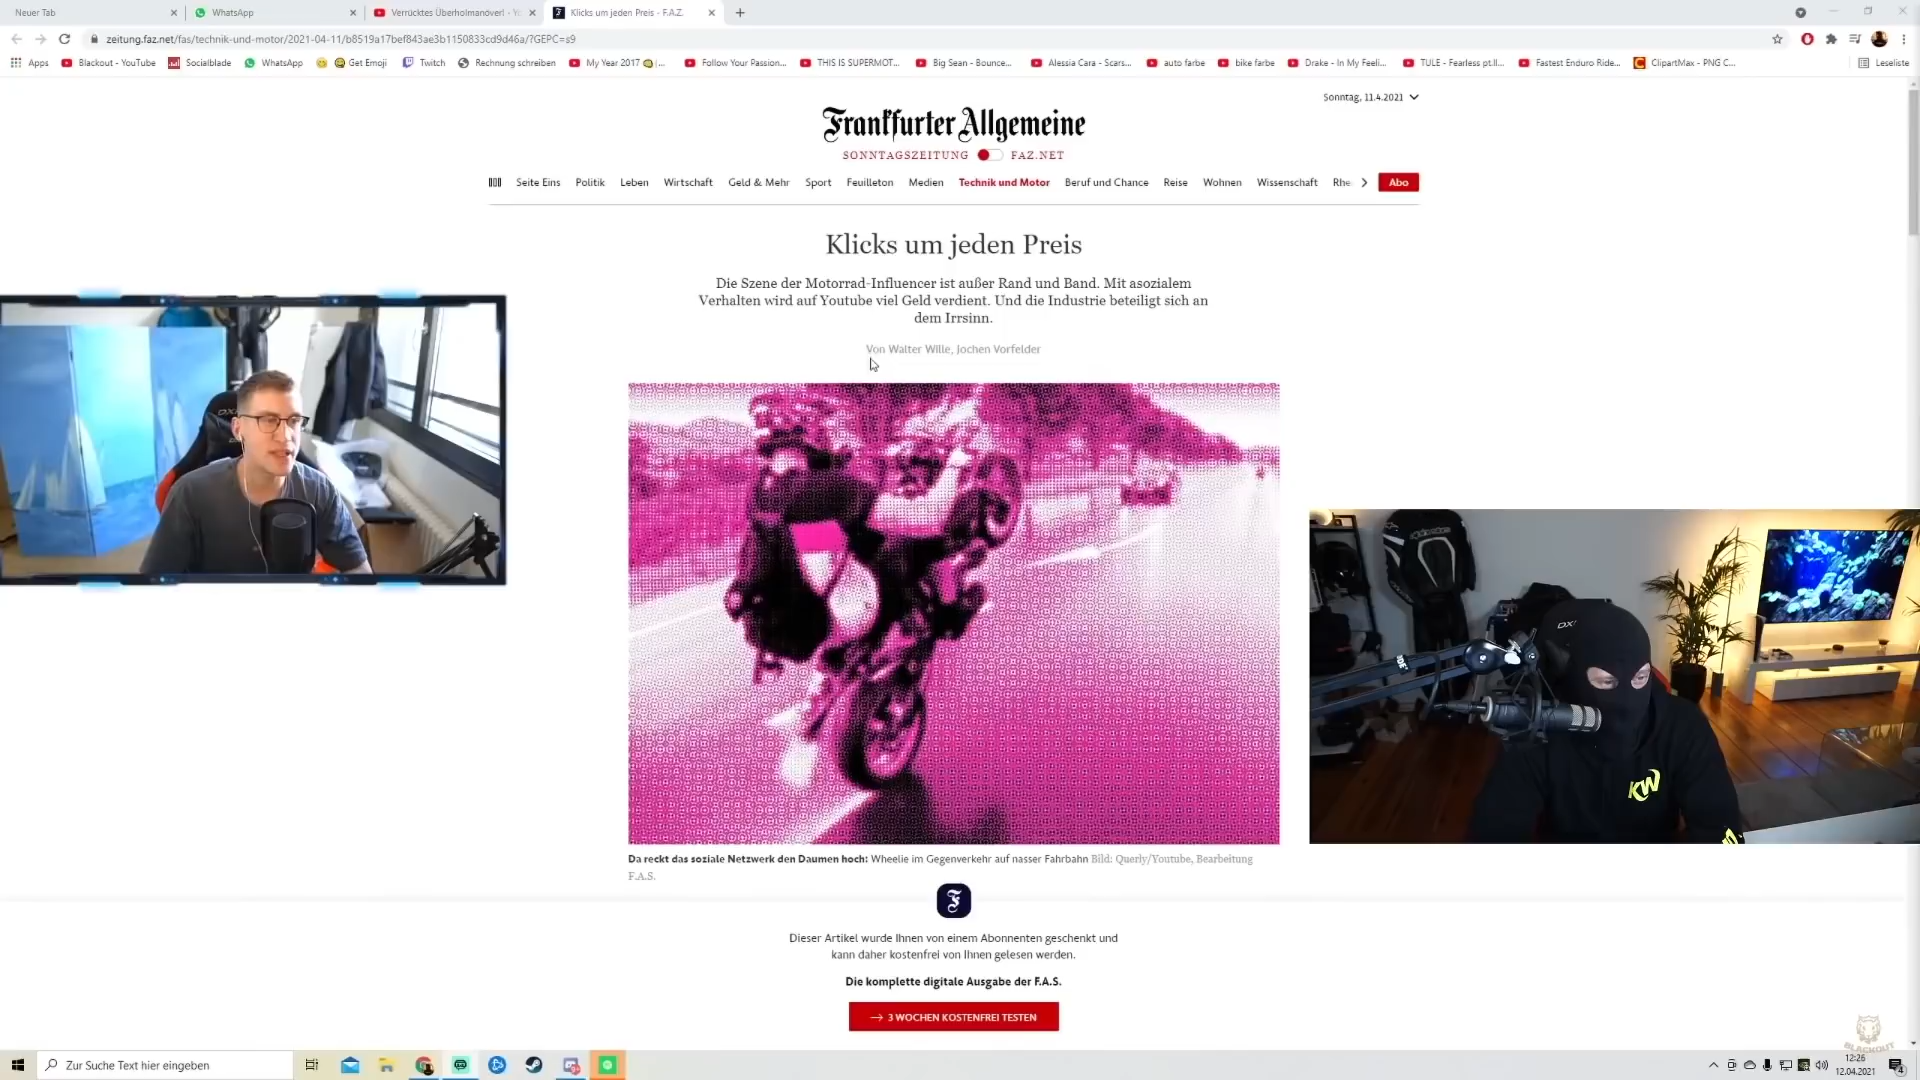 Neuer Tab
WhatsApp
Verrücktes Überholmanöver! - Yo
Klicks um jeden Preis - F.A.Z.
zeitung.faz.net/fas/technik-und-motor/2021-04-11/b8519a17bef843ae3b1150833cd9d46a/?GEPC=s9
Apps
Blackout - YouTube
Socialblade
WhatsApp
Get Emoji
Twitch
Rechnung schreiben
My Year 2017
Follow Your Passion...
THIS IS SUPERMOT...
Big Sean - Bounce...
Alessia Cara - Scars...
auto farbe
bike farbe
Drake - In My Feeli...
TULE - Fearless pt.II...
Fastest Enduro Ride...
ClipartMax - PNG C...
Leseliste
Sonntag, 11.4.2021
Frankfurter Allgemeine
SONNTAGSZEITUNG FAZ.NET
Seite Eins Politik Leben Wirtschaft Geld & Mehr Sport Feuilleton Medien Technik und Motor Beruf und Chance Reise Wohnen Wissenschaft Rhe Abo
Klicks um jeden Preis
Die Szene der Motorrad-Influencer ist außer Rand und Band. Mit asozialem
Verhalten wird auf Youtube viel Geld verdient. Und die Industrie beteiligt sich an
dem Irrsinn.
Von Walter Wille, Jochen Vorfelder
DX
KW
Da reckt das soziale Netzwerk den Daumen hoch: Wheelie im Gegenverkehr auf nasser Fahrbahn Bild: Querly/Youtube, Bearbeitung
F.A.S.
Dieser Artikel wurde Ihnen von einem Abonnenten geschenkt und
kann daher kostenfrei von Ihnen gelesen werden.
Die komplette digitale Ausgabe der F.A.S.
3 WOCHEN KOSTENFREI TESTEN
BLACKOUT
Zur Suche Text hier eingeben
12:26
12.04.2021
4